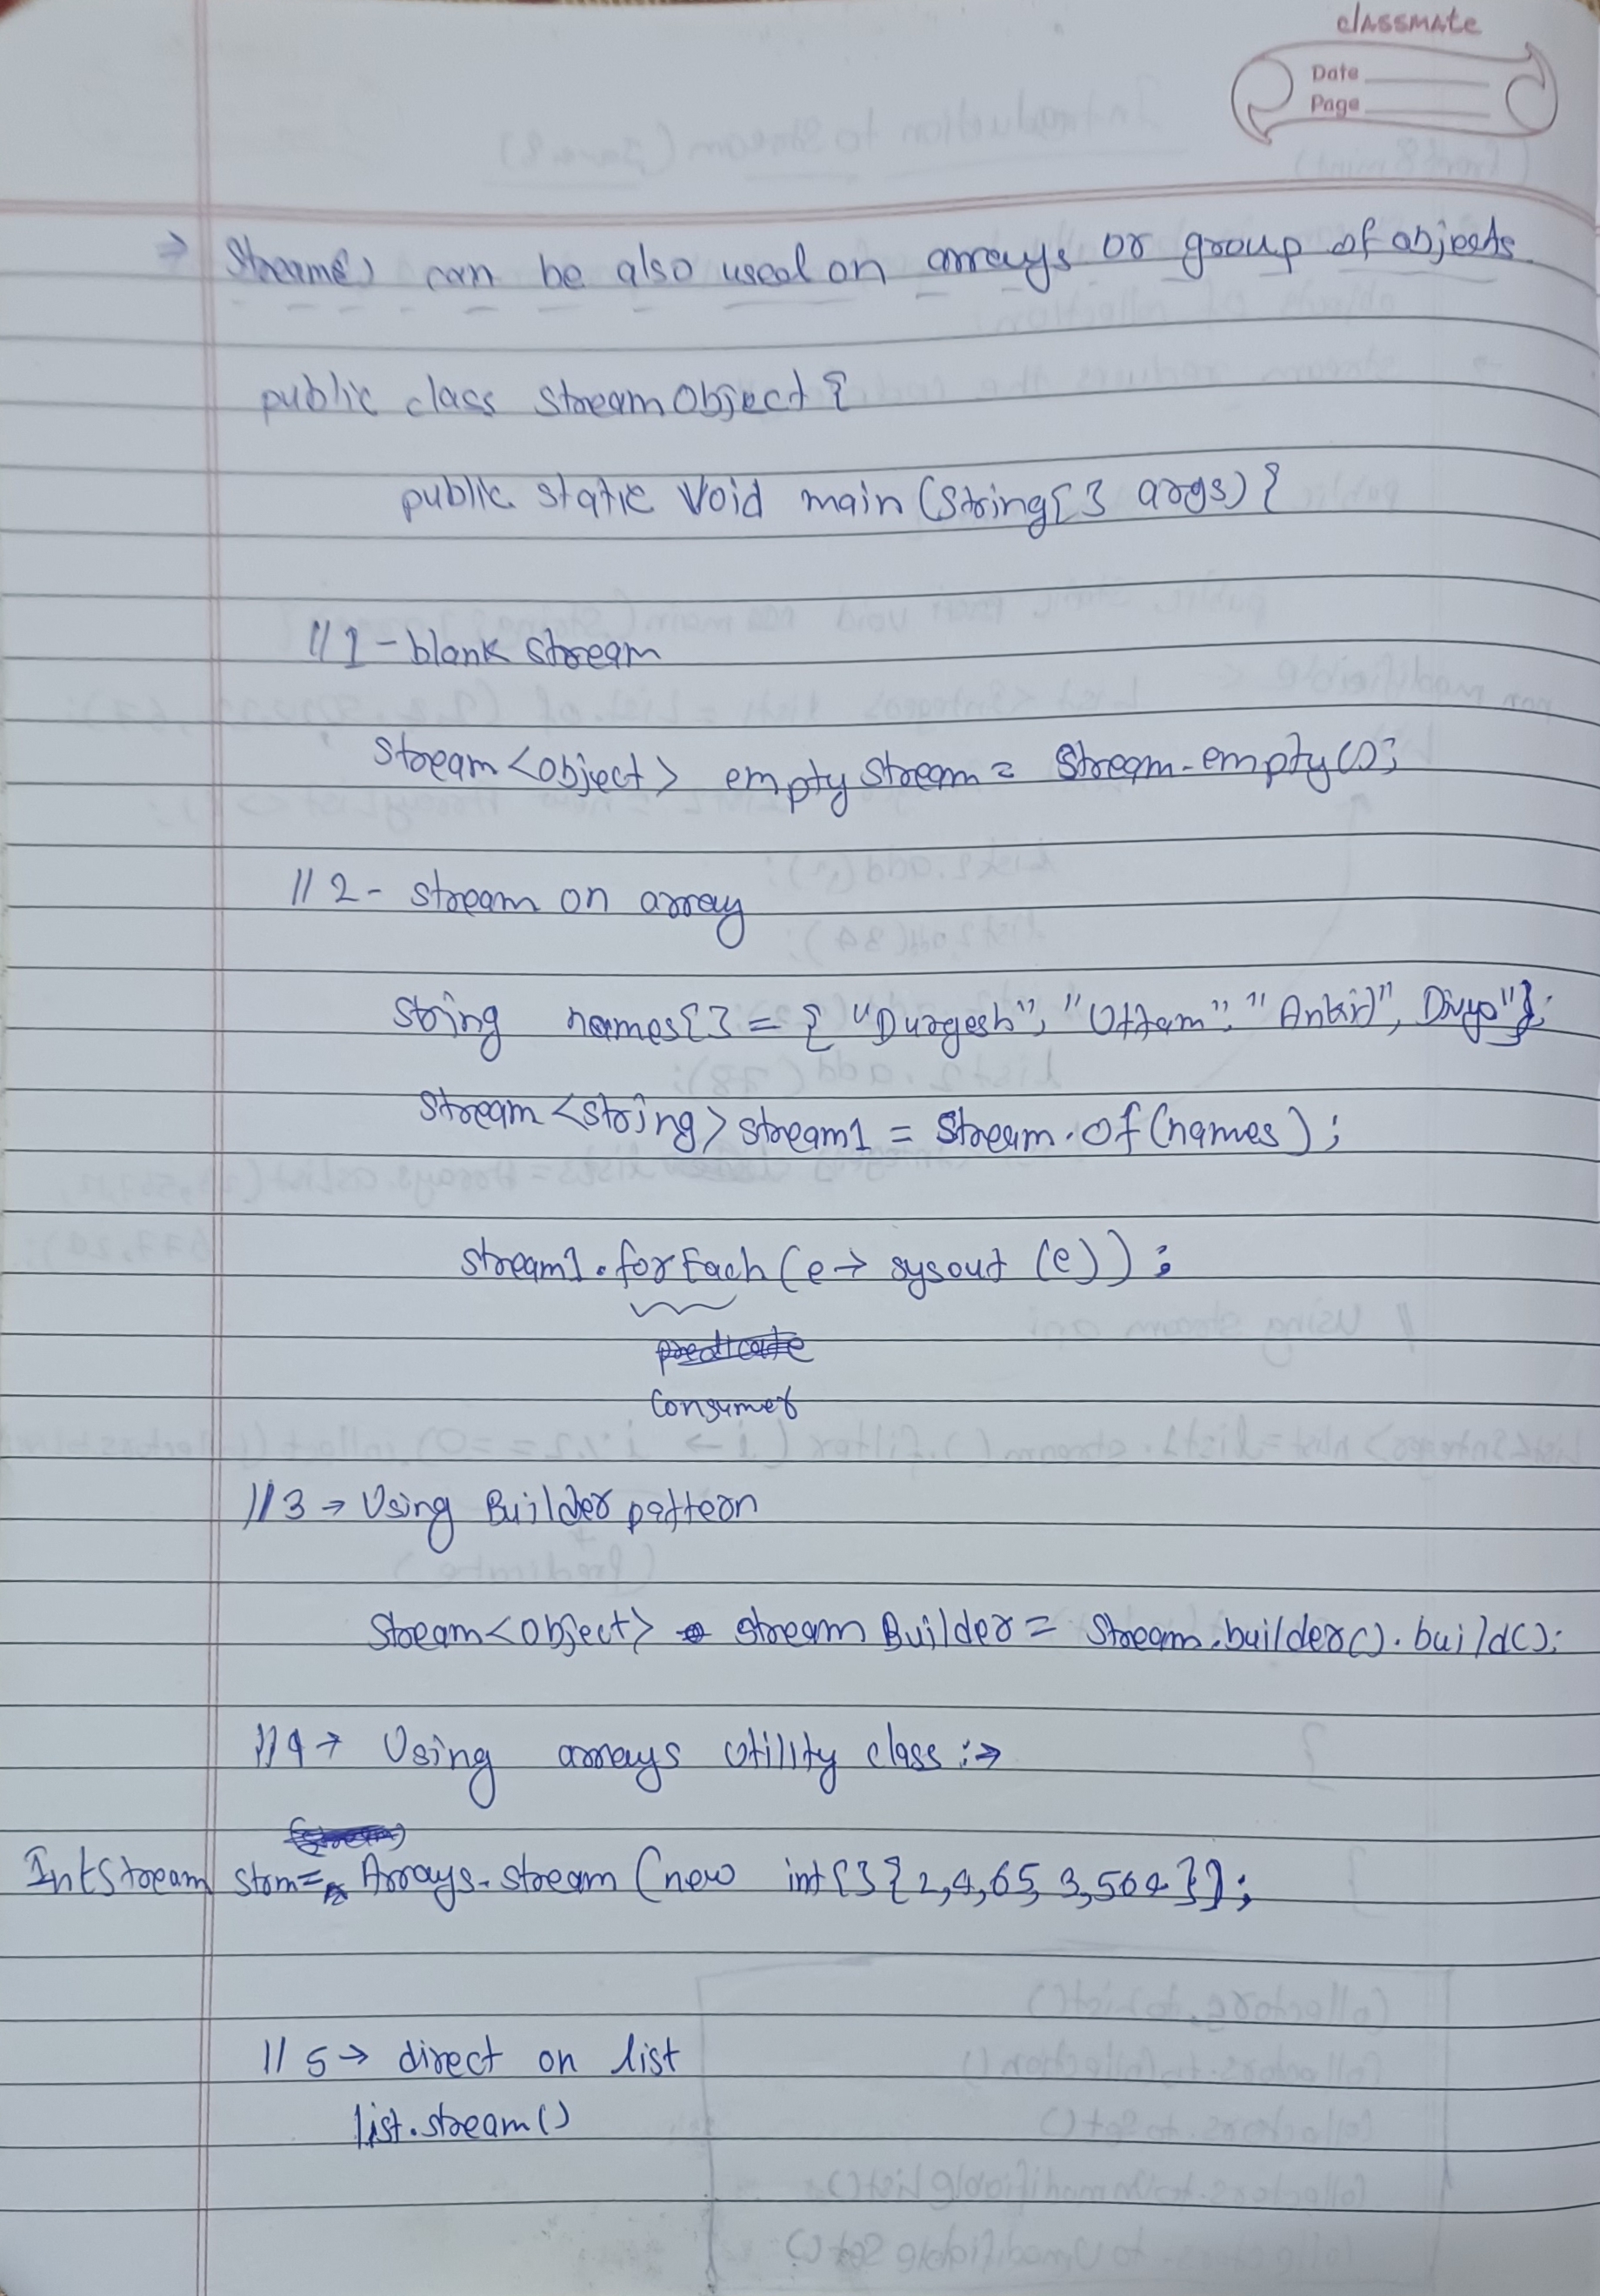 classmate
Date
Page
⇒ Streams can be also used on arrays or group of objects
public class StreamObject {
public static void main (String[] args) {
// 1 - blank stream
Stream <object> emptyStream = Stream.empty();
// 2 - stream on array
String names[] = { "Durgesh", "Uttam", "Ankit", Divya"};
Stream <string> stream1 = Stream.of(names);
stream1.forEach(e → sysout (e));
Consumer
// 3 → Using Builder pattern
Stream<object> streamBuilder = Stream.builder().build();
// 4 → Using arrays utility class :→
IntStream strm = Arrays.stream (new int[]{2,4,65,3,564});
// 5 → direct on list
list.stream()